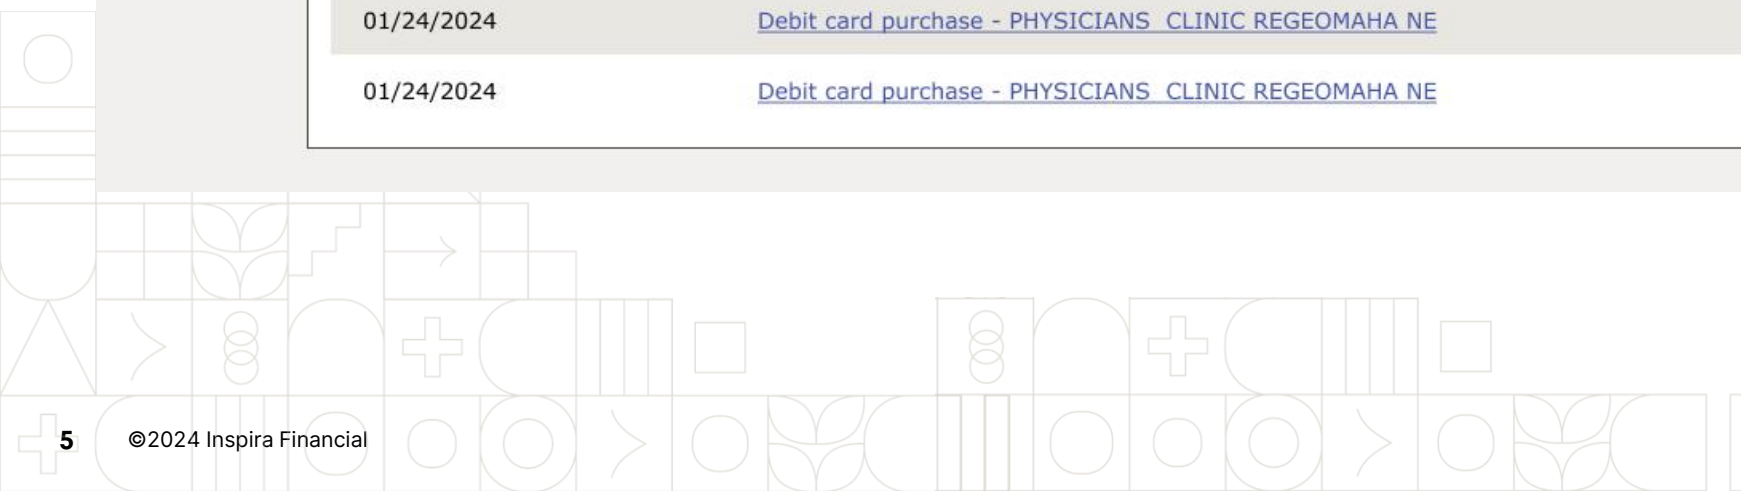 01/24/2024 Debit card purchase - PHYSICIANS  CLINIC REGEOMAHA NE
01/24/2024 Debit card purchase - PHYSICIANS  CLINIC REGEOMAHA NE
5 ©2024 Inspira Financial